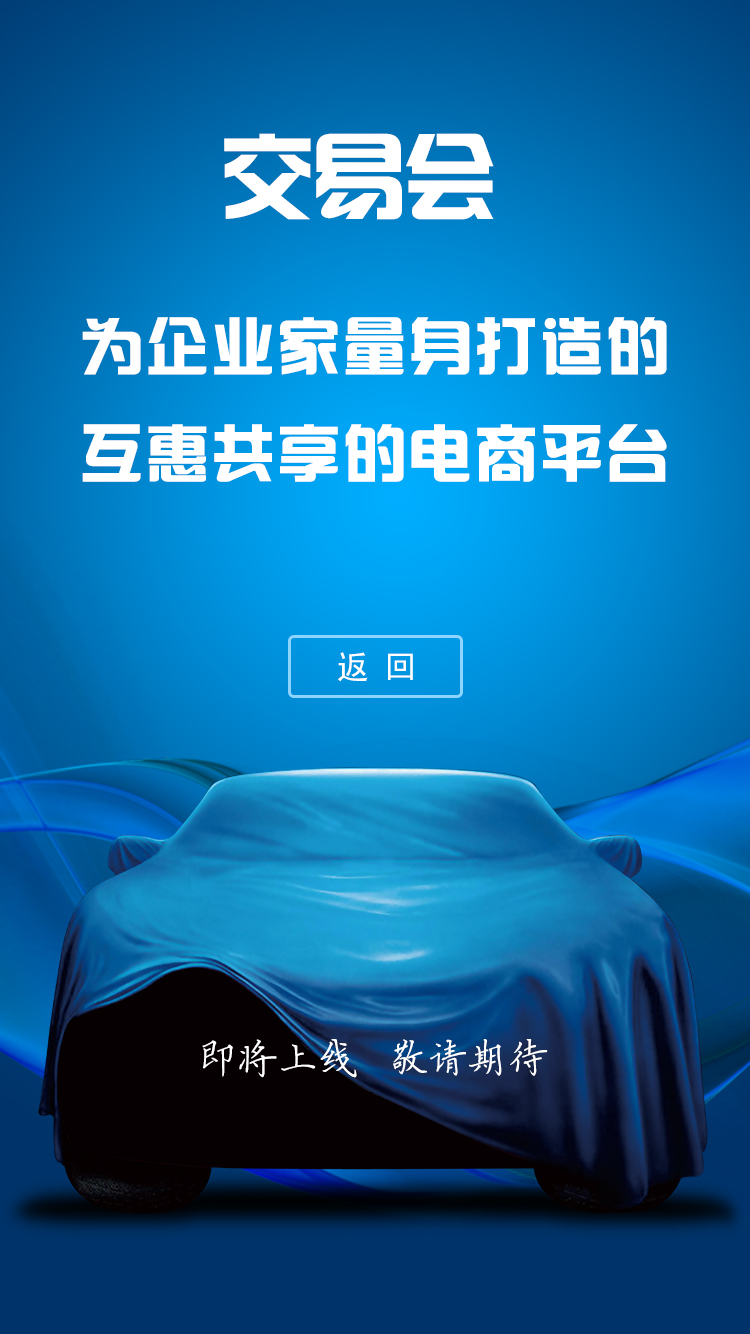 交易会
为企业家量身打造的
互惠共享的电商平台
返回
即将上线 敬请期待